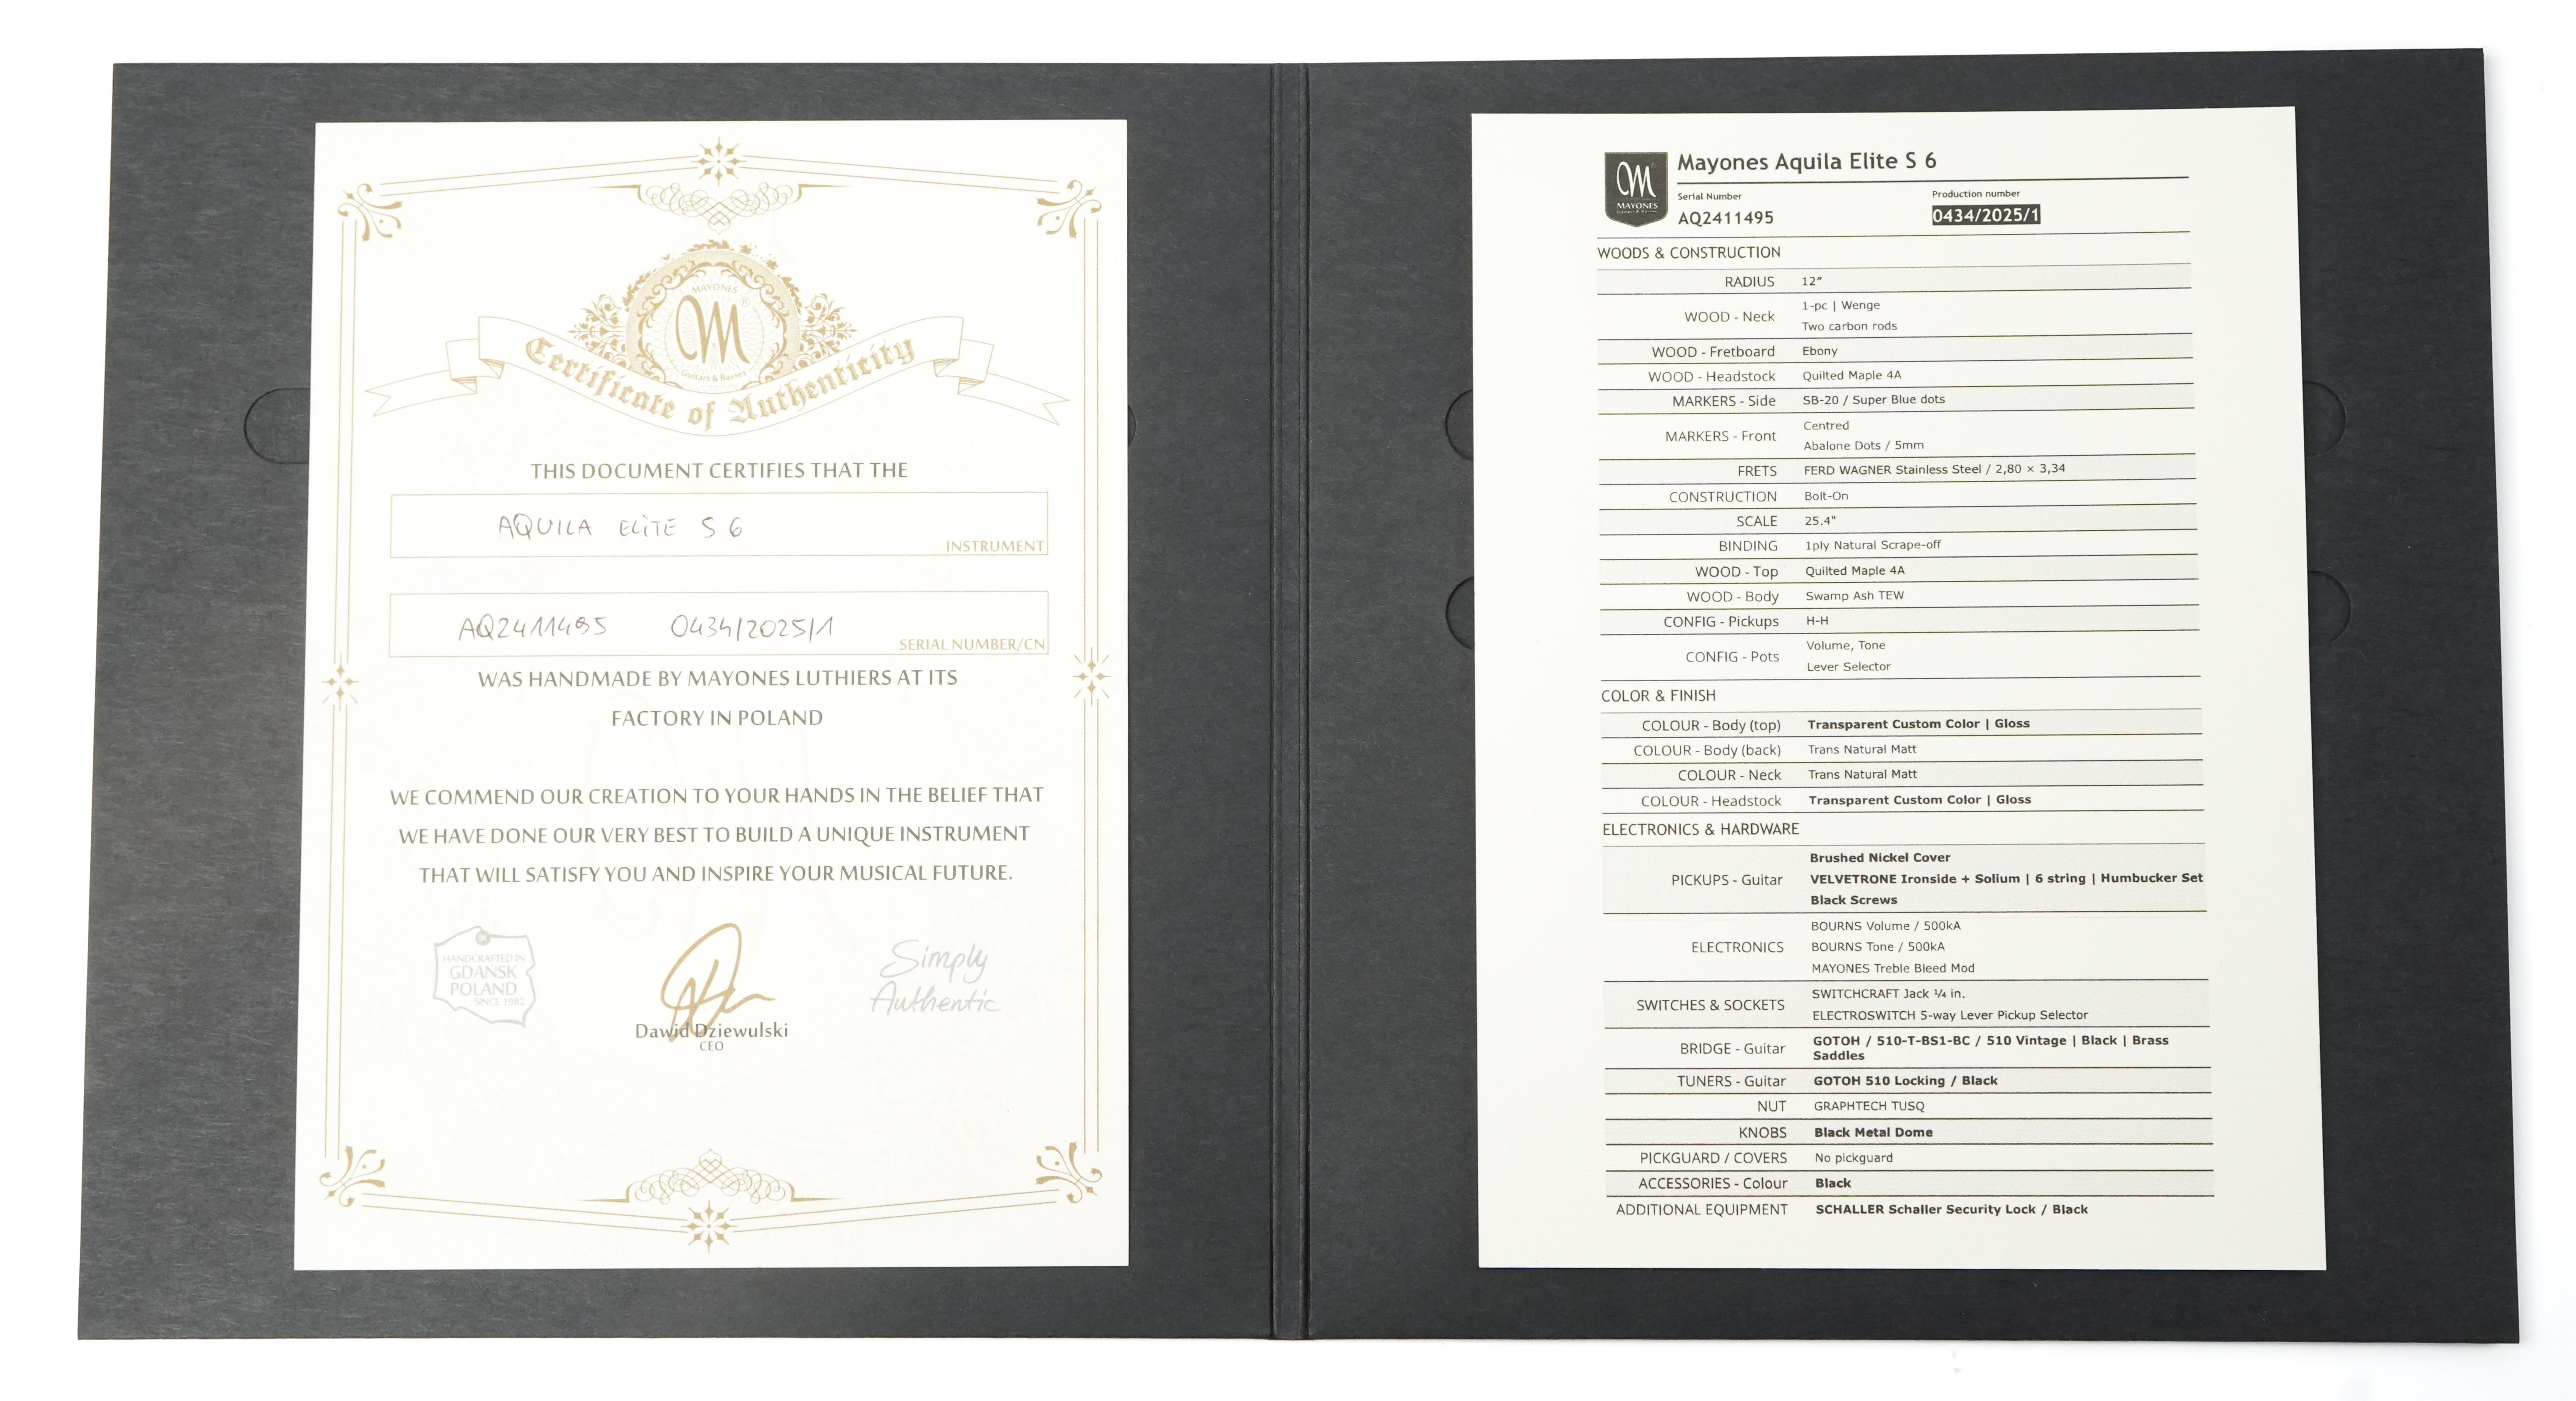 MAYONES
M
®
Guitars & Basses
Certificate of Authenticity
THIS DOCUMENT CERTIFIES THAT THE
AQUILA ELITE S 6
INSTRUMENT
AQ2411495 0434/2025/1
SERIAL NUMBER/CN
WAS HANDMADE BY MAYONES LUTHIERS AT ITS
FACTORY IN POLAND
WE COMMEND OUR CREATION TO YOUR HANDS IN THE BELIEF THAT
WE HAVE DONE OUR VERY BEST TO BUILD A UNIQUE INSTRUMENT
THAT WILL SATISFY YOU AND INSPIRE YOUR MUSICAL FUTURE.
HANDCRAFTED IN
GDAŃSK
POLAND
SINCE 1982
Dawid Dziewulski
CEO
Simply
Authentic
M
MAYONES
Guitars & Basses
Mayones Aquila Elite S 6
Serial Number Production number
AQ2411495 0434/2025/1
WOODS & CONSTRUCTION
RADIUS 12"
WOOD - Neck 1-pc | Wenge
Two carbon rods
WOOD - Fretboard Ebony
WOOD - Headstock Quilted Maple 4A
MARKERS - Side SB-20 / Super Blue dots
MARKERS - Front Centred
Abalone Dots / 5mm
FRETS FERD WAGNER Stainless Steel / 2,80 × 3,34
CONSTRUCTION Bolt-On
SCALE 25.4"
BINDING 1ply Natural Scrape-off
WOOD - Top Quilted Maple 4A
WOOD - Body Swamp Ash TEW
CONFIG - Pickups H-H
CONFIG - Pots Volume, Tone
Lever Selector
COLOR & FINISH
COLOUR - Body (top) Transparent Custom Color | Gloss
COLOUR - Body (back) Trans Natural Matt
COLOUR - Neck Trans Natural Matt
COLOUR - Headstock Transparent Custom Color | Gloss
ELECTRONICS & HARDWARE
PICKUPS - Guitar Brushed Nickel Cover
VELVETRONE Ironside + Solium | 6 string | Humbucker Set
Black Screws
ELECTRONICS BOURNS Volume / 500kA
BOURNS Tone / 500kA
MAYONES Treble Bleed Mod
SWITCHES & SOCKETS SWITCHCRAFT Jack ¼ in.
ELECTROSWITCH 5-way Lever Pickup Selector
BRIDGE - Guitar GOTOH / 510-T-BS1-BC / 510 Vintage | Black | Brass
Saddles
TUNERS - Guitar GOTOH 510 Locking / Black
NUT GRAPHTECH TUSQ
KNOBS Black Metal Dome
PICKGUARD / COVERS No pickguard
ACCESSORIES - Colour Black
ADDITIONAL EQUIPMENT SCHALLER Schaller Security Lock / Black